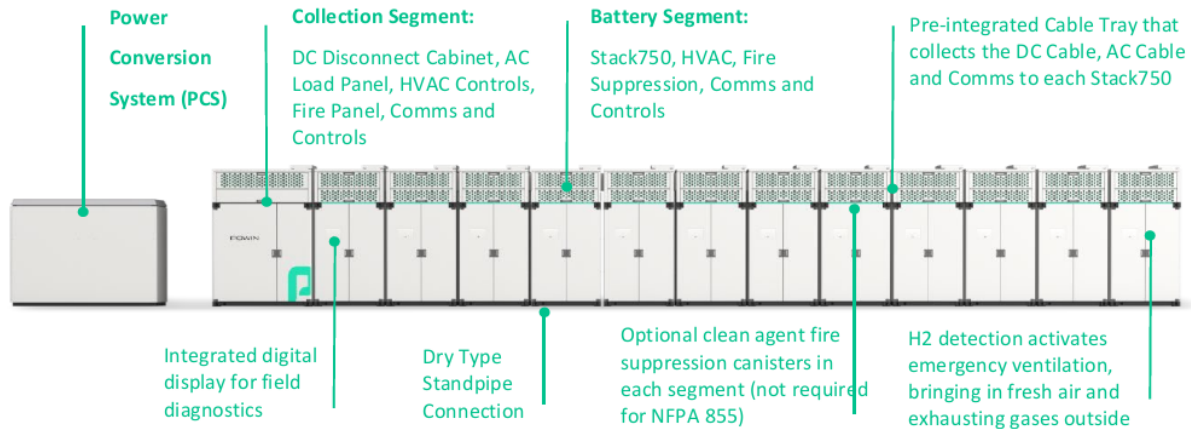 Power
Conversion
System (PCS)
Collection Segment:
DC Disconnect Cabinet, AC
Load Panel, HVAC Controls,
Fire Panel, Comms and
Controls
Battery Segment:
Stack750, HVAC, Fire
Suppression, Comms and
Controls
Pre-integrated Cable Tray that
collects the DC Cable, AC Cable
and Comms to each Stack750
POWIN
Integrated digital
display for field
diagnostics
Dry Type
Standpipe
Connection
Optional clean agent fire
suppression canisters in
each segment (not required
for NFPA 855)
H2 detection activates
emergency ventilation,
bringing in fresh air and
exhausting gases outside